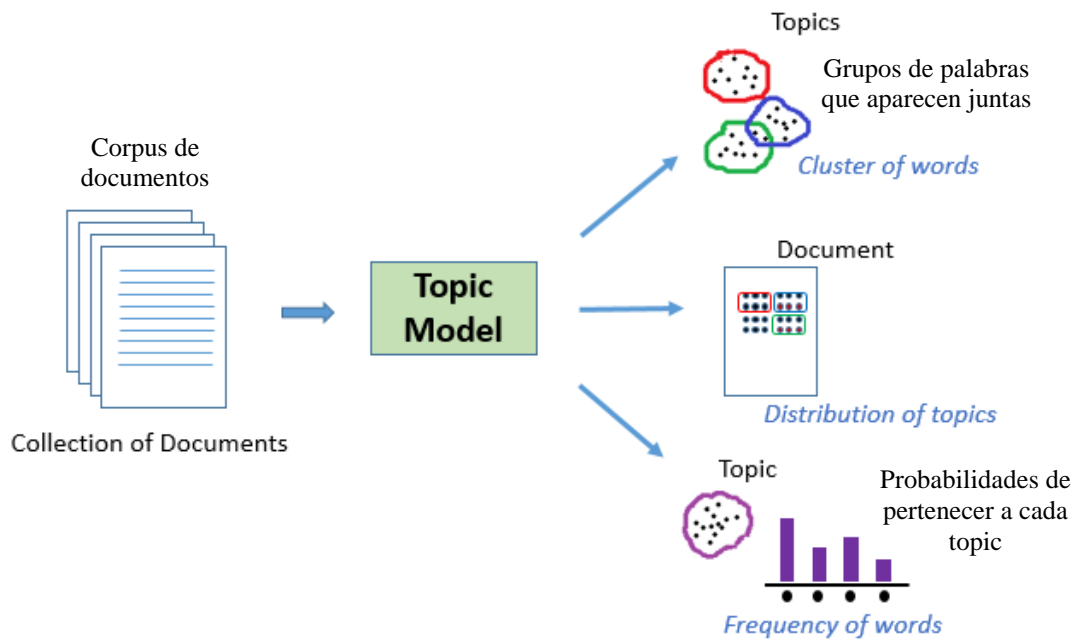 Topics
Grupos de palabras
que aparecen juntas
Cluster of words
Corpus de
documentos
Collection of Documents
Topic
Model
Document
Distribution of topics
Topic
Probabilidades de
pertenecer a cada
topic
Frequency of words